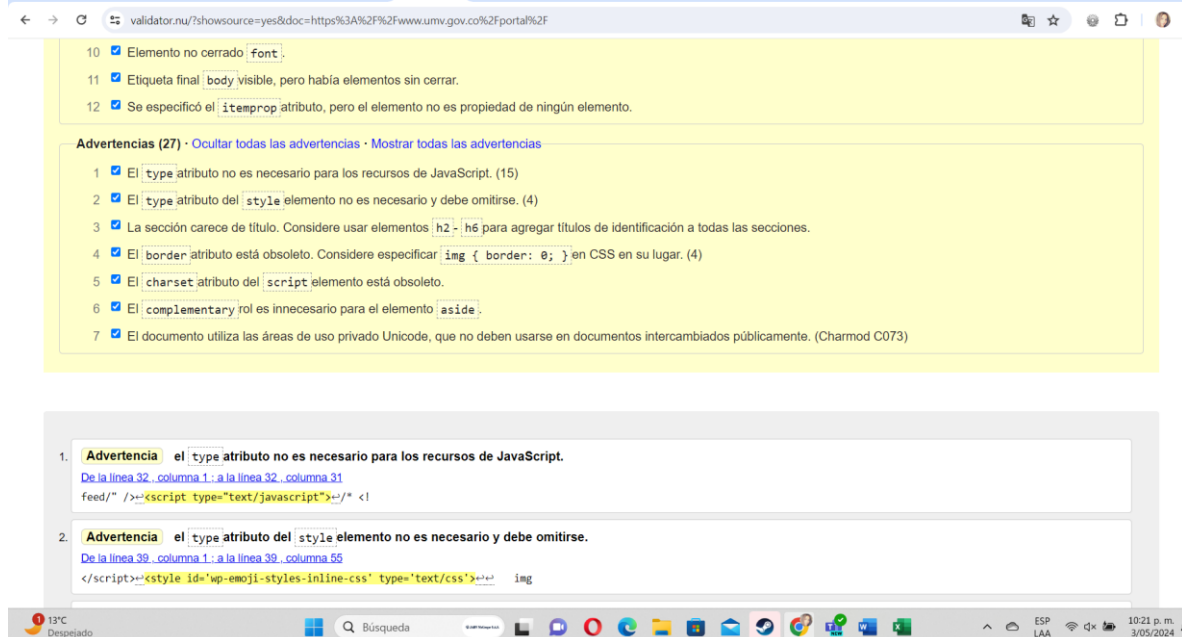 validator.nu/?showsource=yes&doc=https%3A%2F%2Fwww.umv.gov.co%2Fportal%2F
10 Elemento no cerrado font.
11 Etiqueta final body visible, pero había elementos sin cerrar.
12 Se especificó el itemprop atributo, pero el elemento no es propiedad de ningún elemento.
Advertencias (27) · Ocultar todas las advertencias · Mostrar todas las advertencias
1 El type atributo no es necesario para los recursos de JavaScript. (15)
2 El type atributo del style elemento no es necesario y debe omitirse. (4)
3 La sección carece de título. Considere usar elementos h2 - h6 para agregar títulos de identificación a todas las secciones.
4 El border atributo está obsoleto. Considere especificar img { border: 0; } en CSS en su lugar. (4)
5 El charset atributo del script elemento está obsoleto.
6 El complementary rol es innecesario para el elemento aside.
7 El documento utiliza las áreas de uso privado Unicode, que no deben usarse en documentos intercambiados públicamente. (Charmod C073)
1. Advertencia el type atributo no es necesario para los recursos de JavaScript.
De la línea 32 , columna 1 ; a la línea 32 , columna 31
feed/" />↩<script type="text/javascript">↩/* <!
2. Advertencia el type atributo del style elemento no es necesario y debe omitirse.
De la línea 39 , columna 1 ; a la línea 39 , columna 55
</script>↩<style id='wp-emoji-styles-inline-css' type='text/css'>↩↩ img
1 13°C
Despejado
Búsqueda
NEW
ESP
LAA
10:21 p. m.
3/05/2024